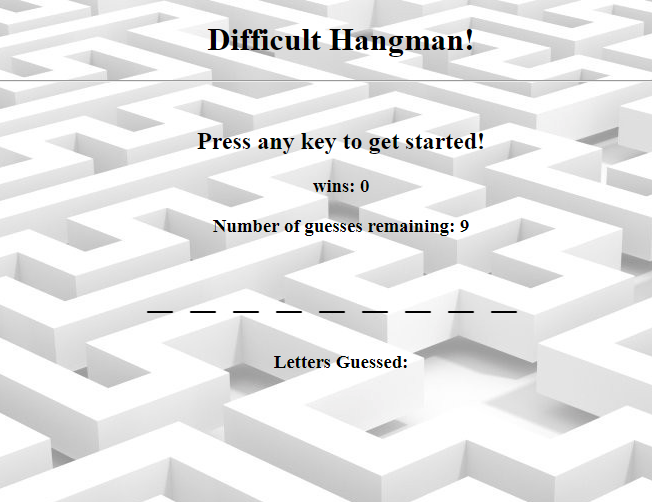 Difficult Hangman!
Press any key to get started!
wins: 0
Number of guesses remaining: 9
_ _ _ _ _ _ _ _ _
Letters Guessed: